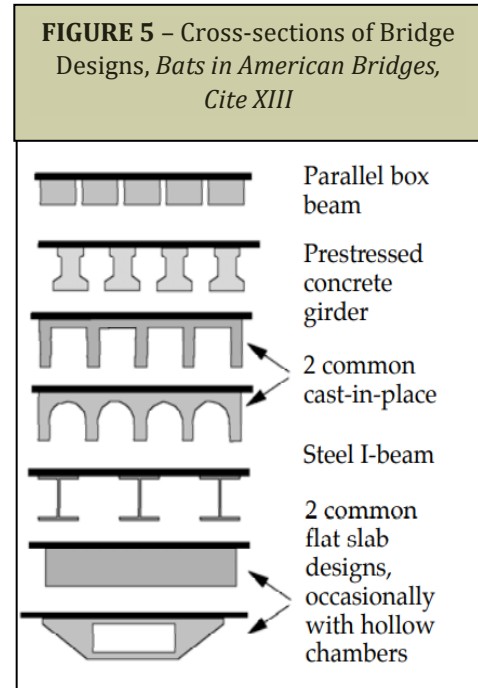 FIGURE 5 – Cross-sections of Bridge
Designs, Bats in American Bridges,
Cite XIII
Parallel box
beam
Prestressed
concrete
girder
2 common
cast-in-place
Steel I-beam
2 common
flat slab
designs,
occasionally
with hollow
chambers